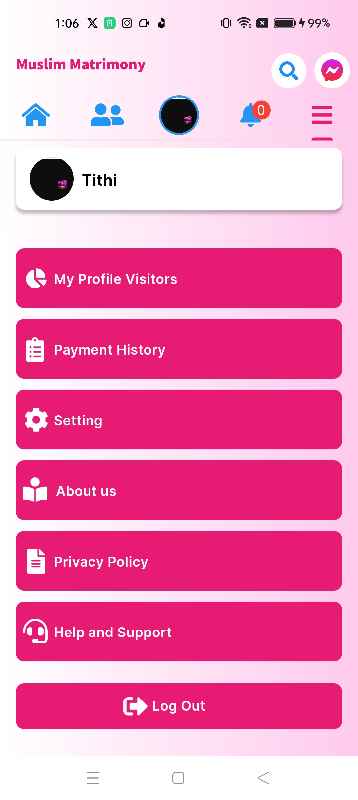 1:06
99%
Muslim Matrimony
0
Tithi
My Profile Visitors
Payment History
Setting
About us
Privacy Policy
Help and Support
Log Out